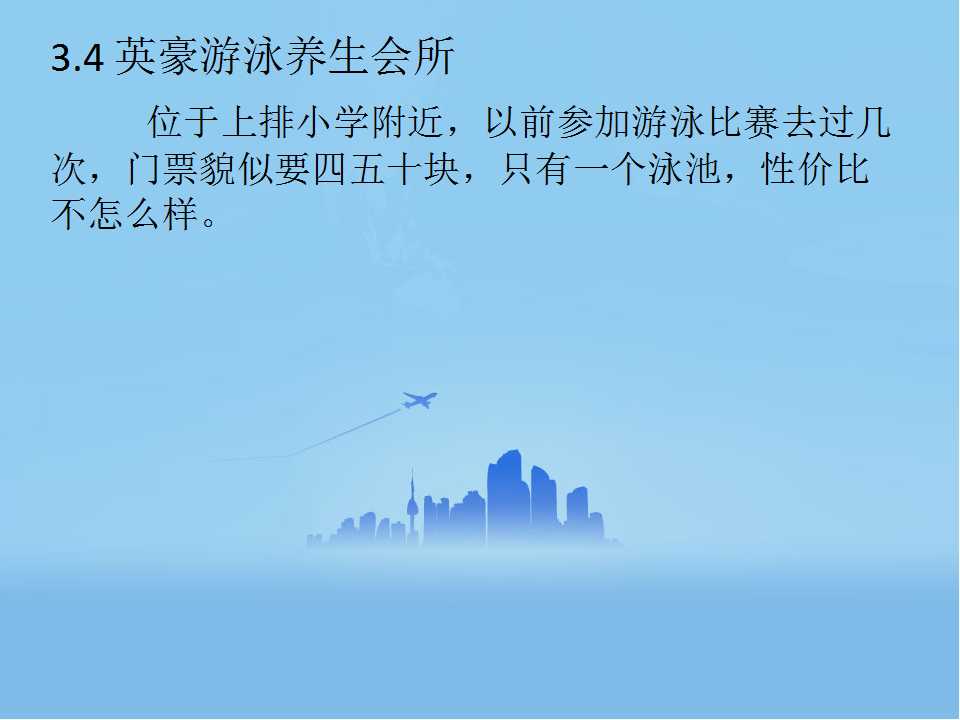 3.4 英豪游泳养生会所
位于上排小学附近，以前参加游泳比赛去过几
次，门票貌似要四五十块，只有一个泳池，性价比
不怎么样。